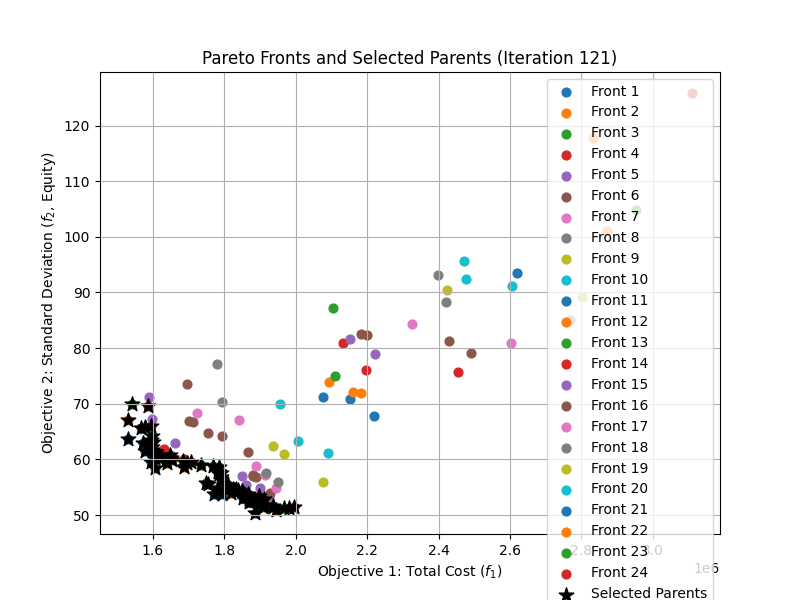 Pareto Fronts and Selected Parents (Iteration 121)
Objective 2: Standard Deviation (f₂, Equity)
120
110
100
90
80
70
60
50
1.6
1.8
2.0
2.2
2.4
2.6
2.8
3.0
1e6
Objective 1: Total Cost (f₁)
Front 1
Front 2
Front 3
Front 4
Front 5
Front 6
Front 7
Front 8
Front 9
Front 10
Front 11
Front 12
Front 13
Front 14
Front 15
Front 16
Front 17
Front 18
Front 19
Front 20
Front 21
Front 22
Front 23
Front 24
Selected Parents